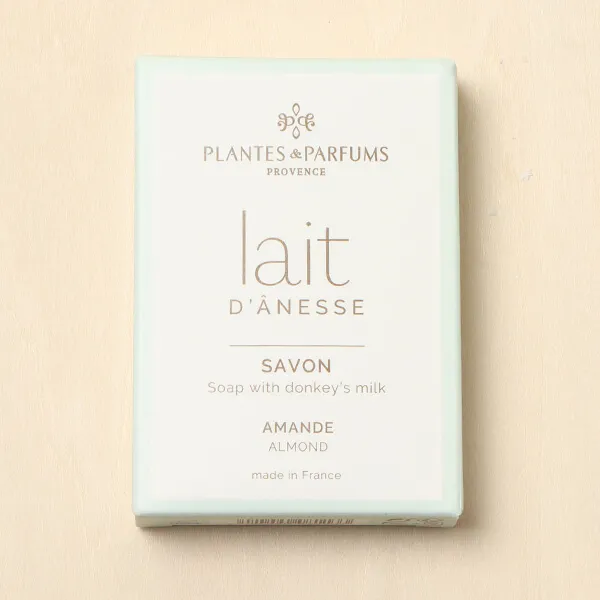 PLANTES & PARFUMS
PROVENCE
lait
D'ÂNESSE
SAVON
Soap with donkey's milk
AMANDE
ALMOND
made in France